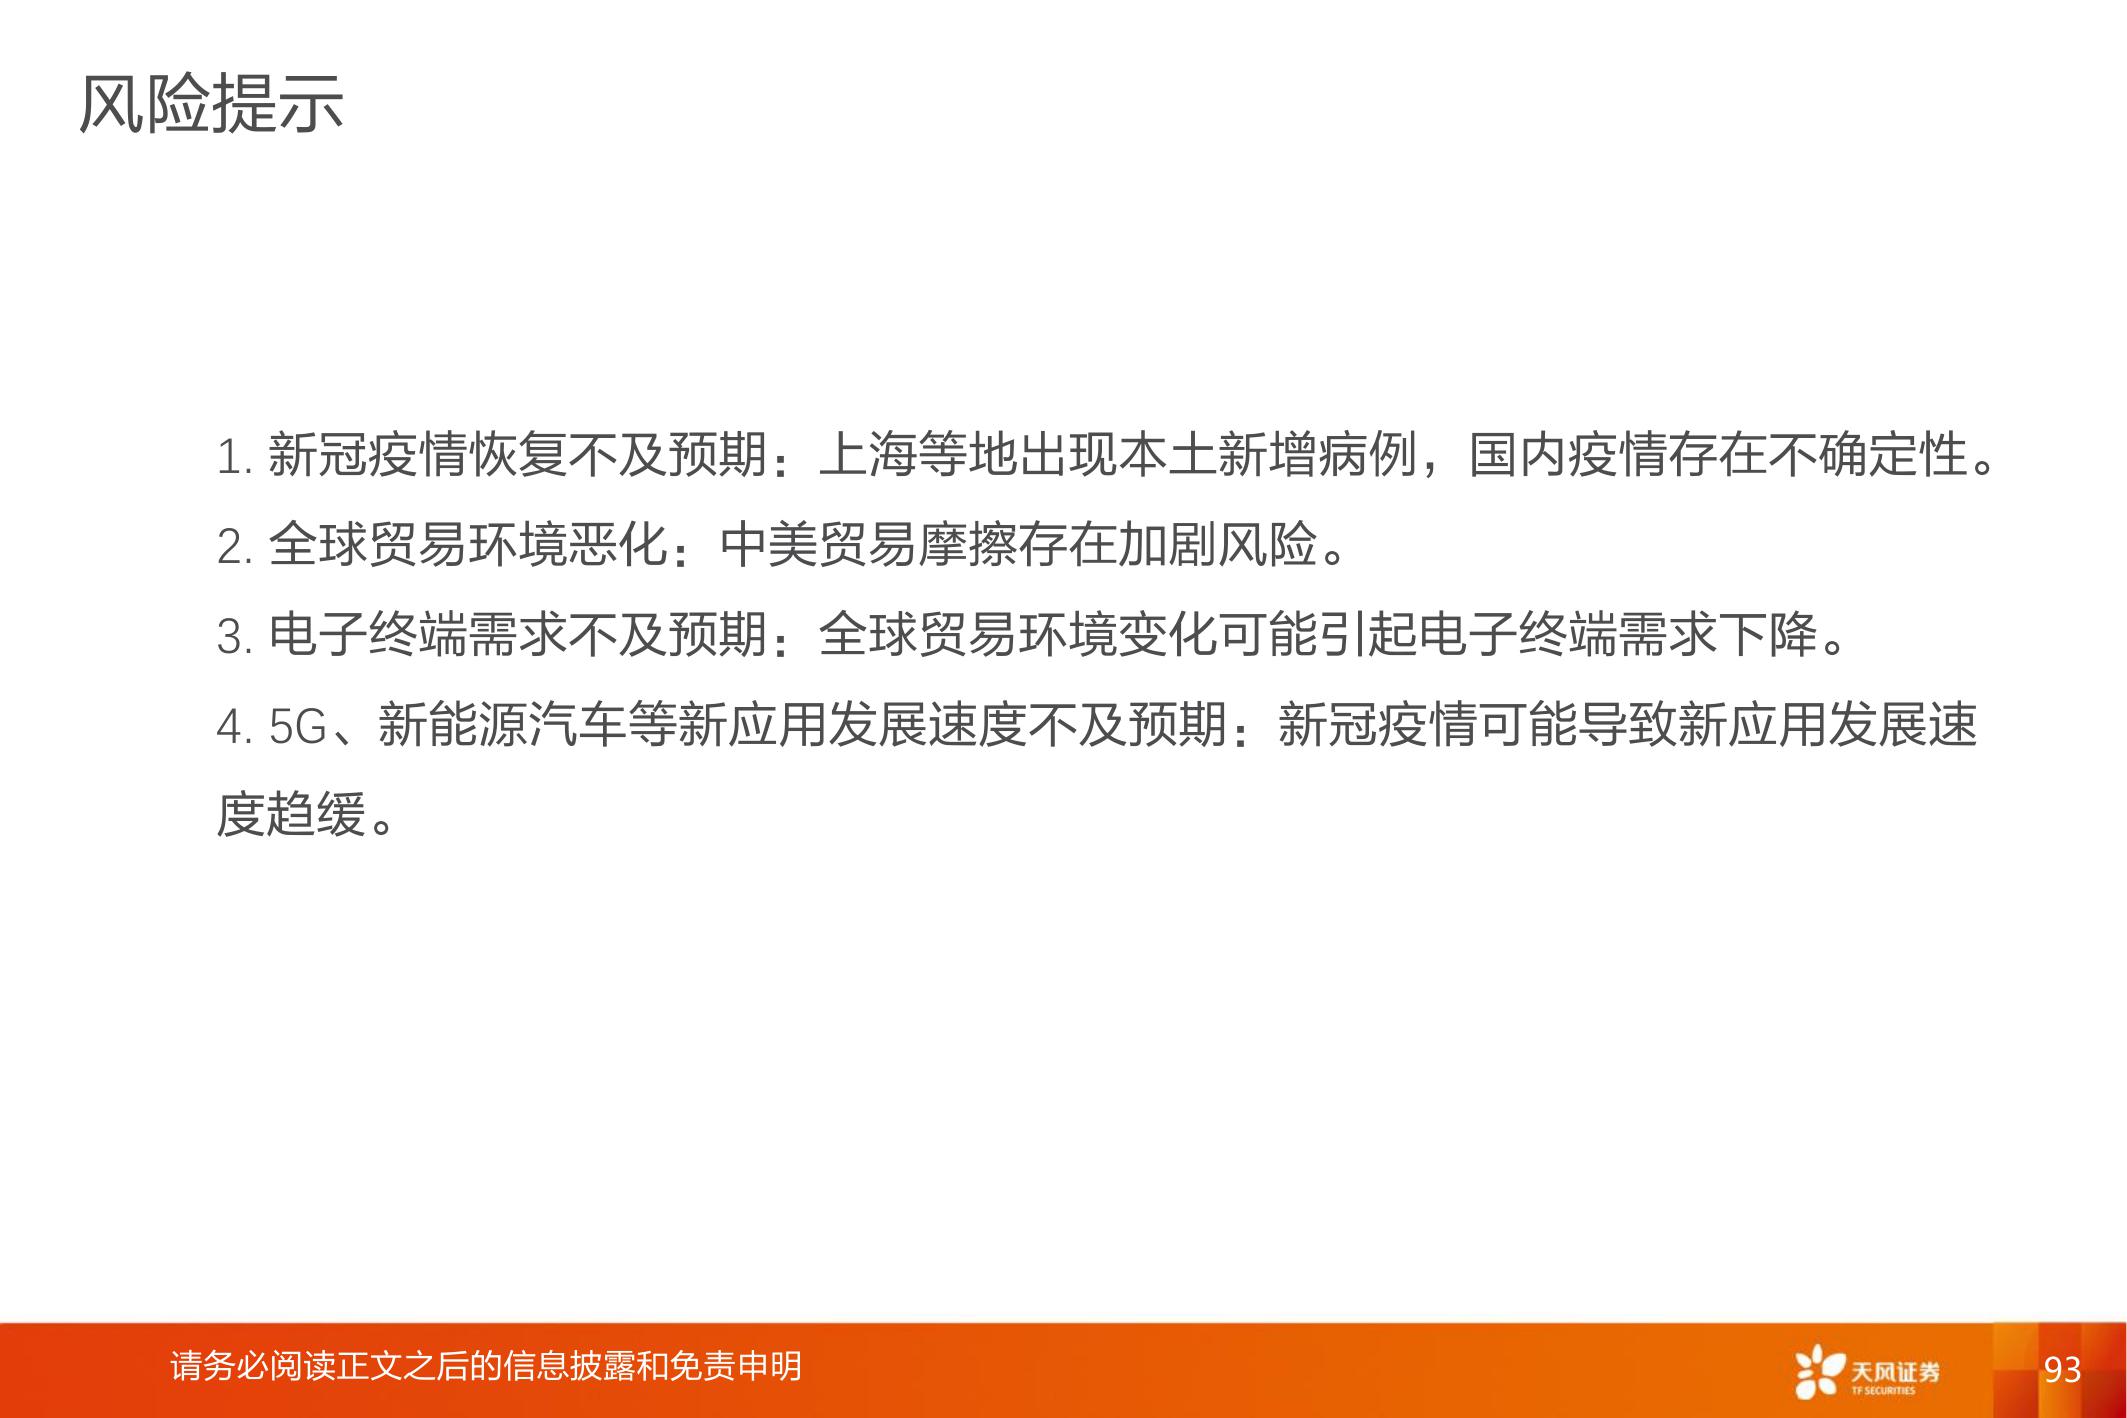 风险提示
1. 新冠疫情恢复不及预期：上海等地出现本土新增病例，国内疫情存在不确定性。
2. 全球贸易环境恶化：中美贸易摩擦存在加剧风险。
3. 电子终端需求不及预期：全球贸易环境变化可能引起电子终端需求下降。
4. 5G、新能源汽车等新应用发展速度不及预期：新冠疫情可能导致新应用发展速
度趋缓。
请务必阅读正文之后的信息披露和免责申明
天风证券
TF SECURITIES
93